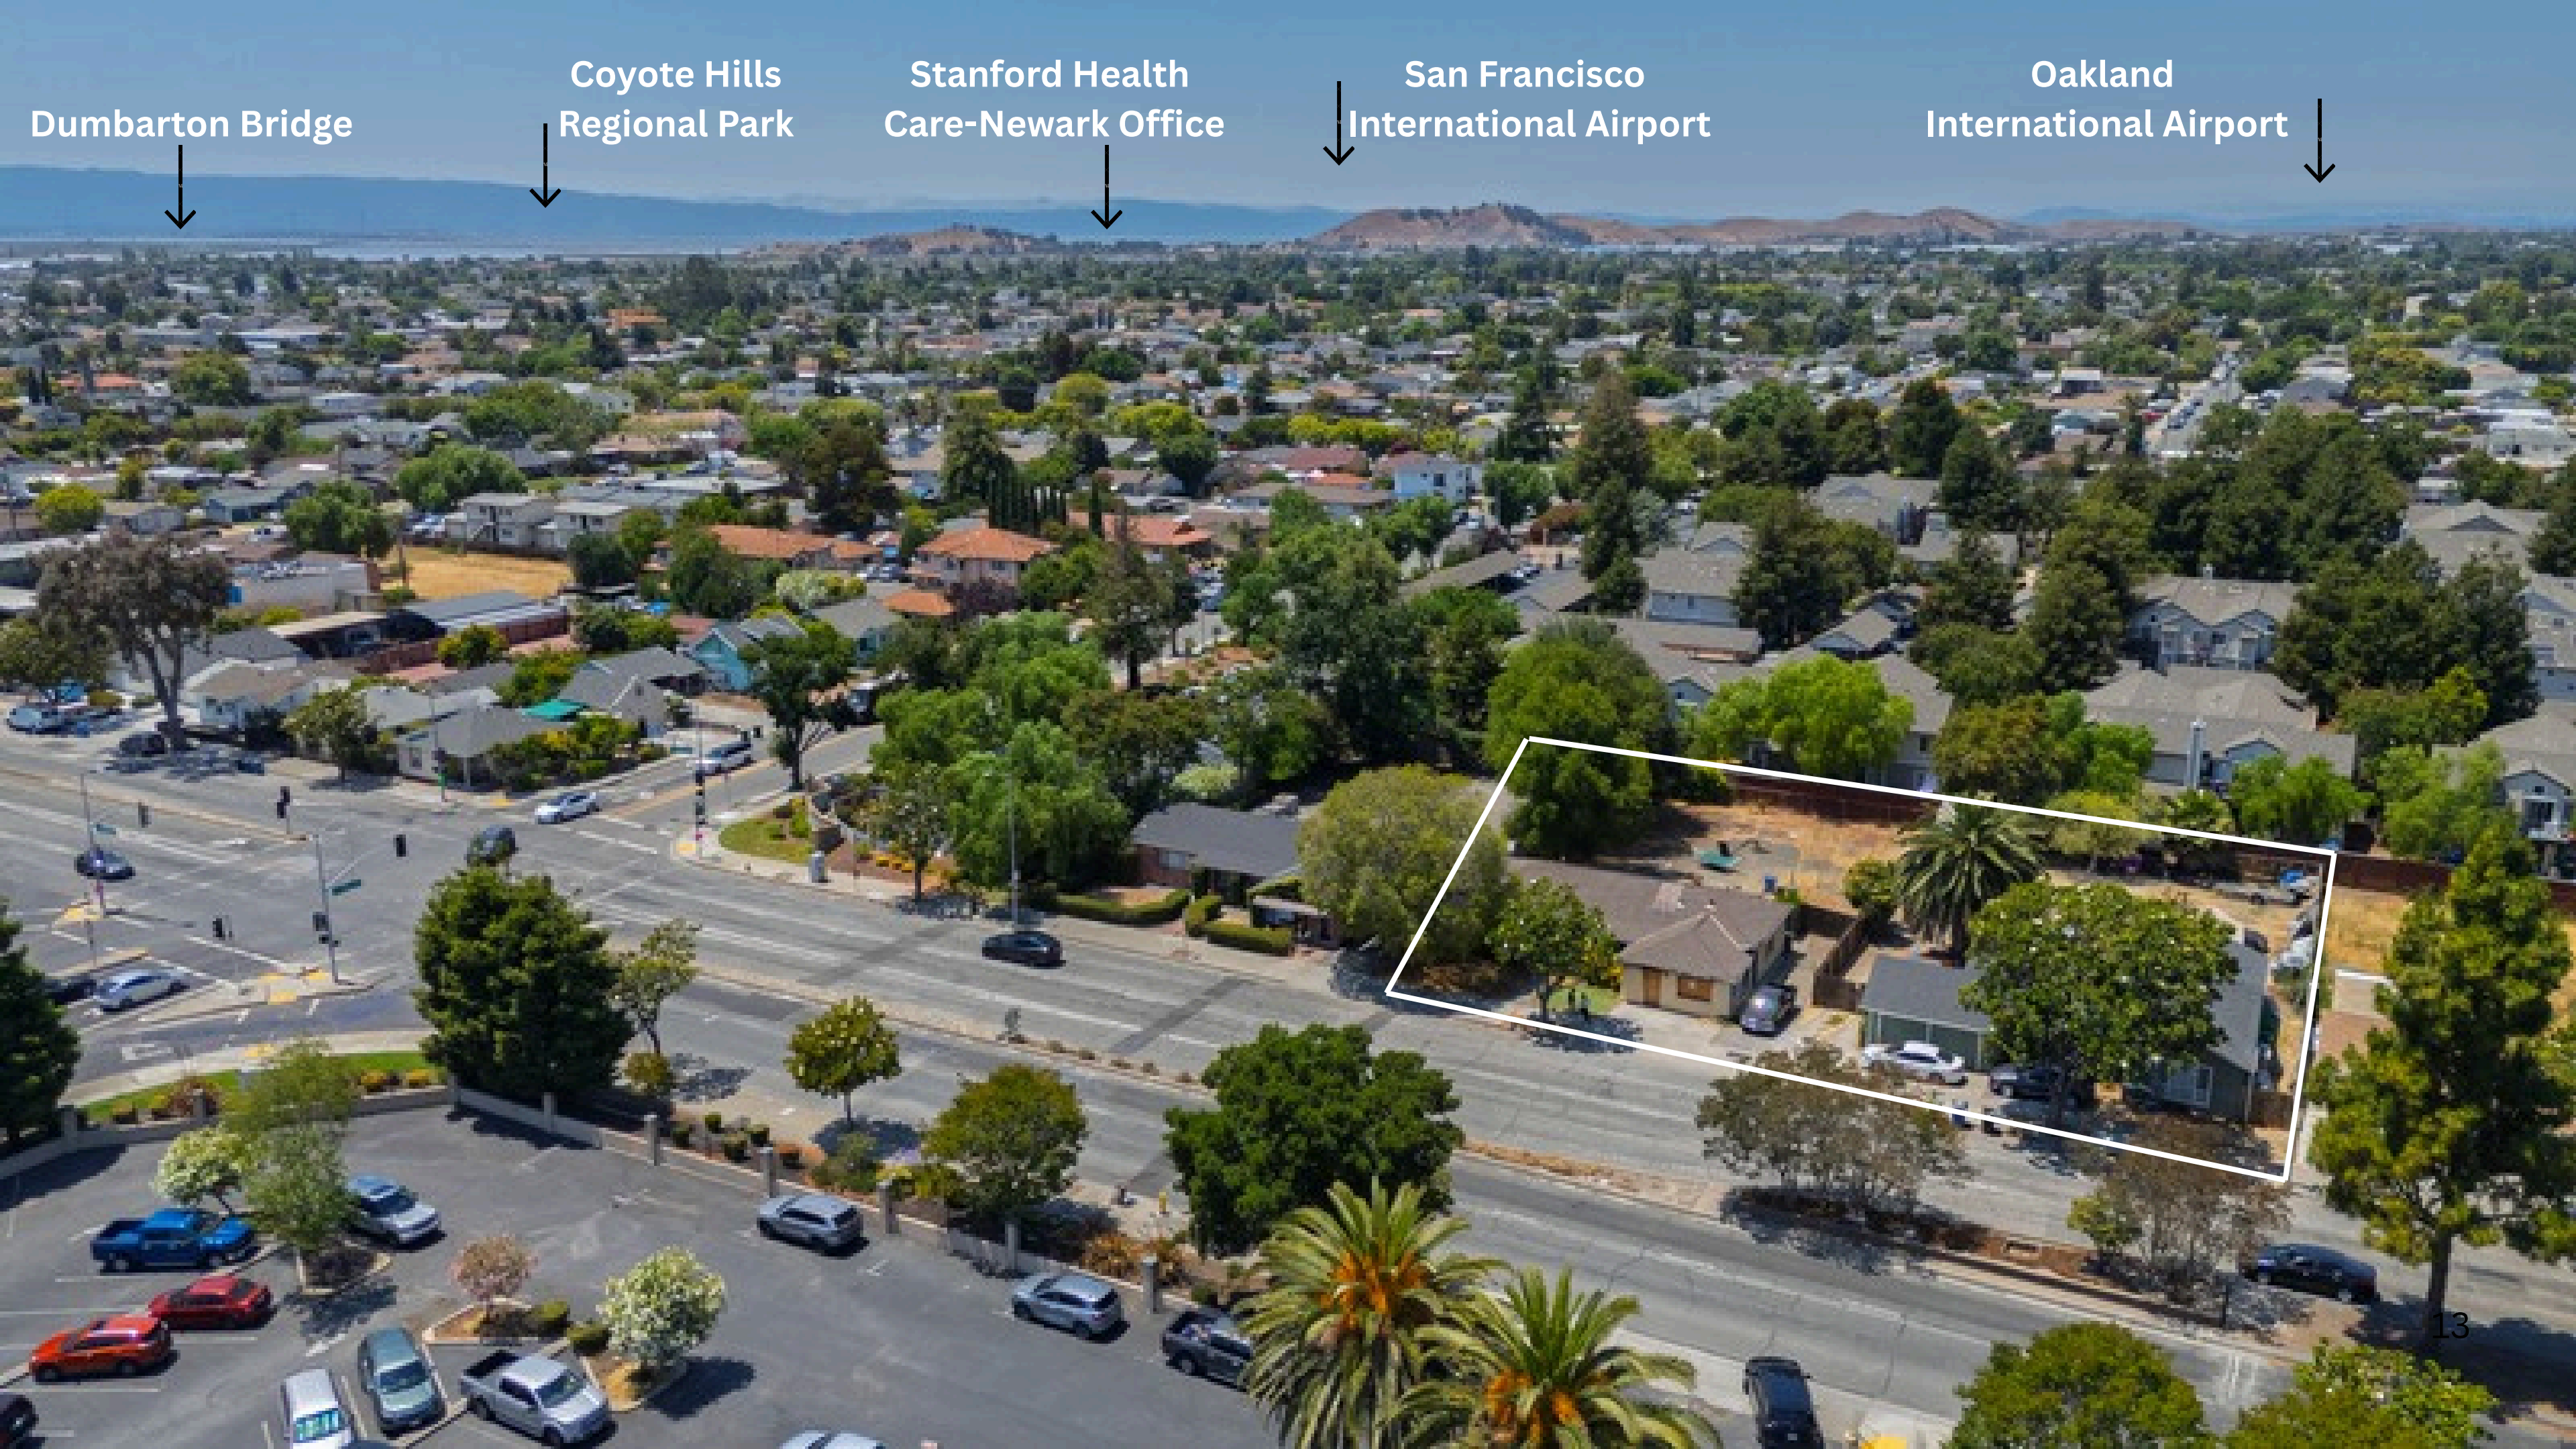 Dumbarton Bridge
Coyote Hills
Regional Park
Stanford Health
Care-Newark Office
San Francisco
International Airport
Oakland
International Airport
13